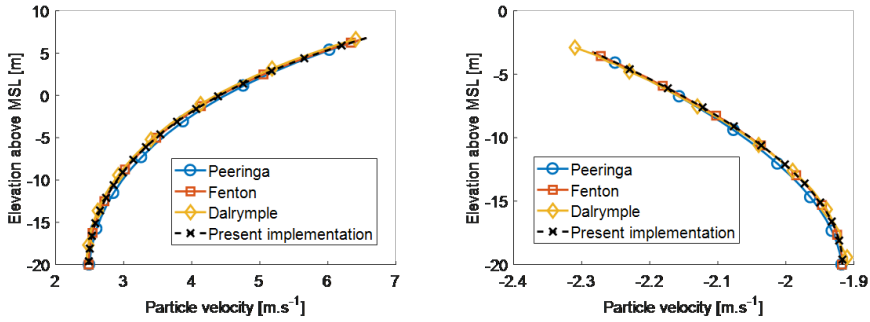 Elevation above MSL [m]
10
5
0
-5
-10
-15
-20
2
3
4
5
6
7
Particle velocity [m.s-1]
Peeringa
Fenton
Dalrymple
Present implementation
Elevation above MSL [m]
0
-5
-10
-15
-20
-2.4
-2.3
-2.2
-2.1
-2
-1.9
Particle velocity [m.s-1]
Peeringa
Fenton
Dalrymple
Present implementation